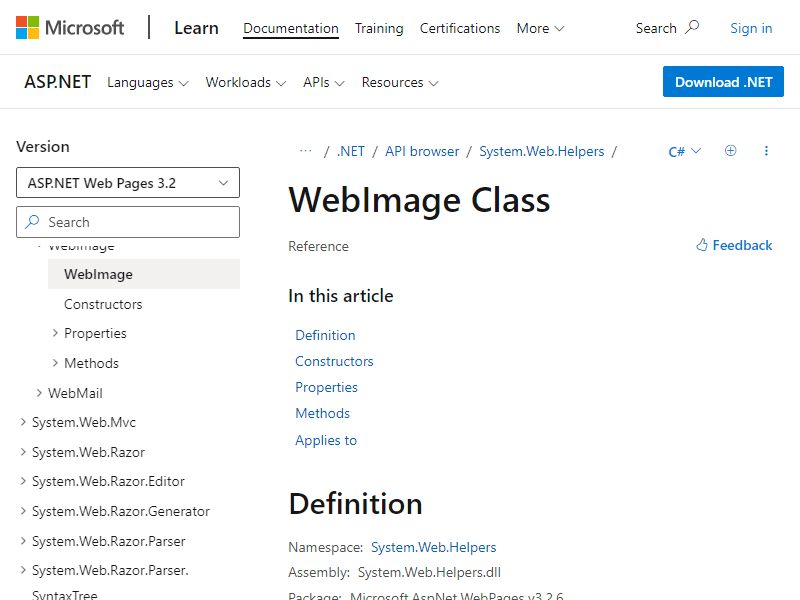 Microsoft Learn Documentation Training Certifications More Search Sign in
ASP.NET Languages Workloads APIs Resources Download .NET
Version
ASP.NET Web Pages 3.2
Search
WebImage
WebImage
Constructors
Properties
Methods
WebMail
System.Web.Mvc
System.Web.Razor
System.Web.Razor.Editor
System.Web.Razor.Generator
System.Web.Razor.Parser
System.Web.Razor.Parser.
SyntaxTree
... / .NET / API browser / System.Web.Helpers / C#
WebImage Class
Reference Feedback
In this article
Definition
Constructors
Properties
Methods
Applies to
Definition
Namespace: System.Web.Helpers
Assembly: System.Web.Helpers.dll
Package: Microsoft.AspNet.WebPages v3.2.6